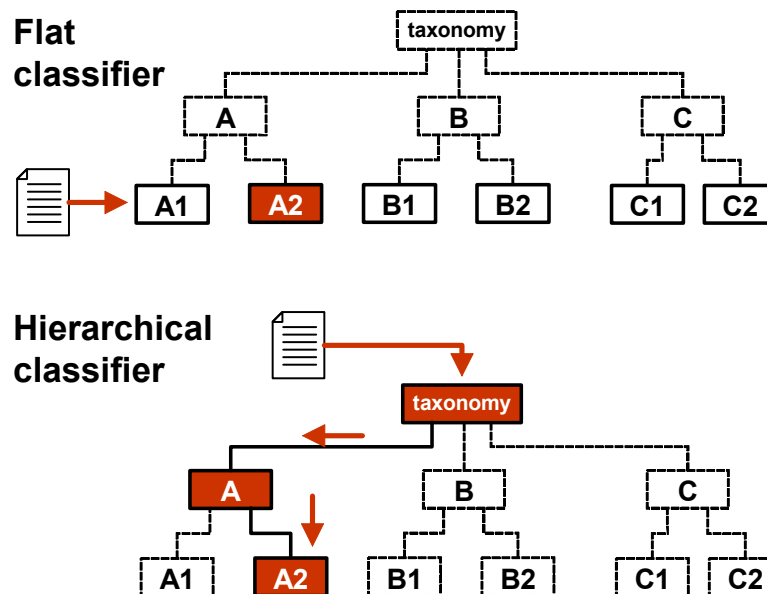 Flat
classifier
taxonomy
A B C
A1 A2 B1 B2 C1 C2
Hierarchical
classifier
taxonomy
A B C
A1 A2 B1 B2 C1 C2